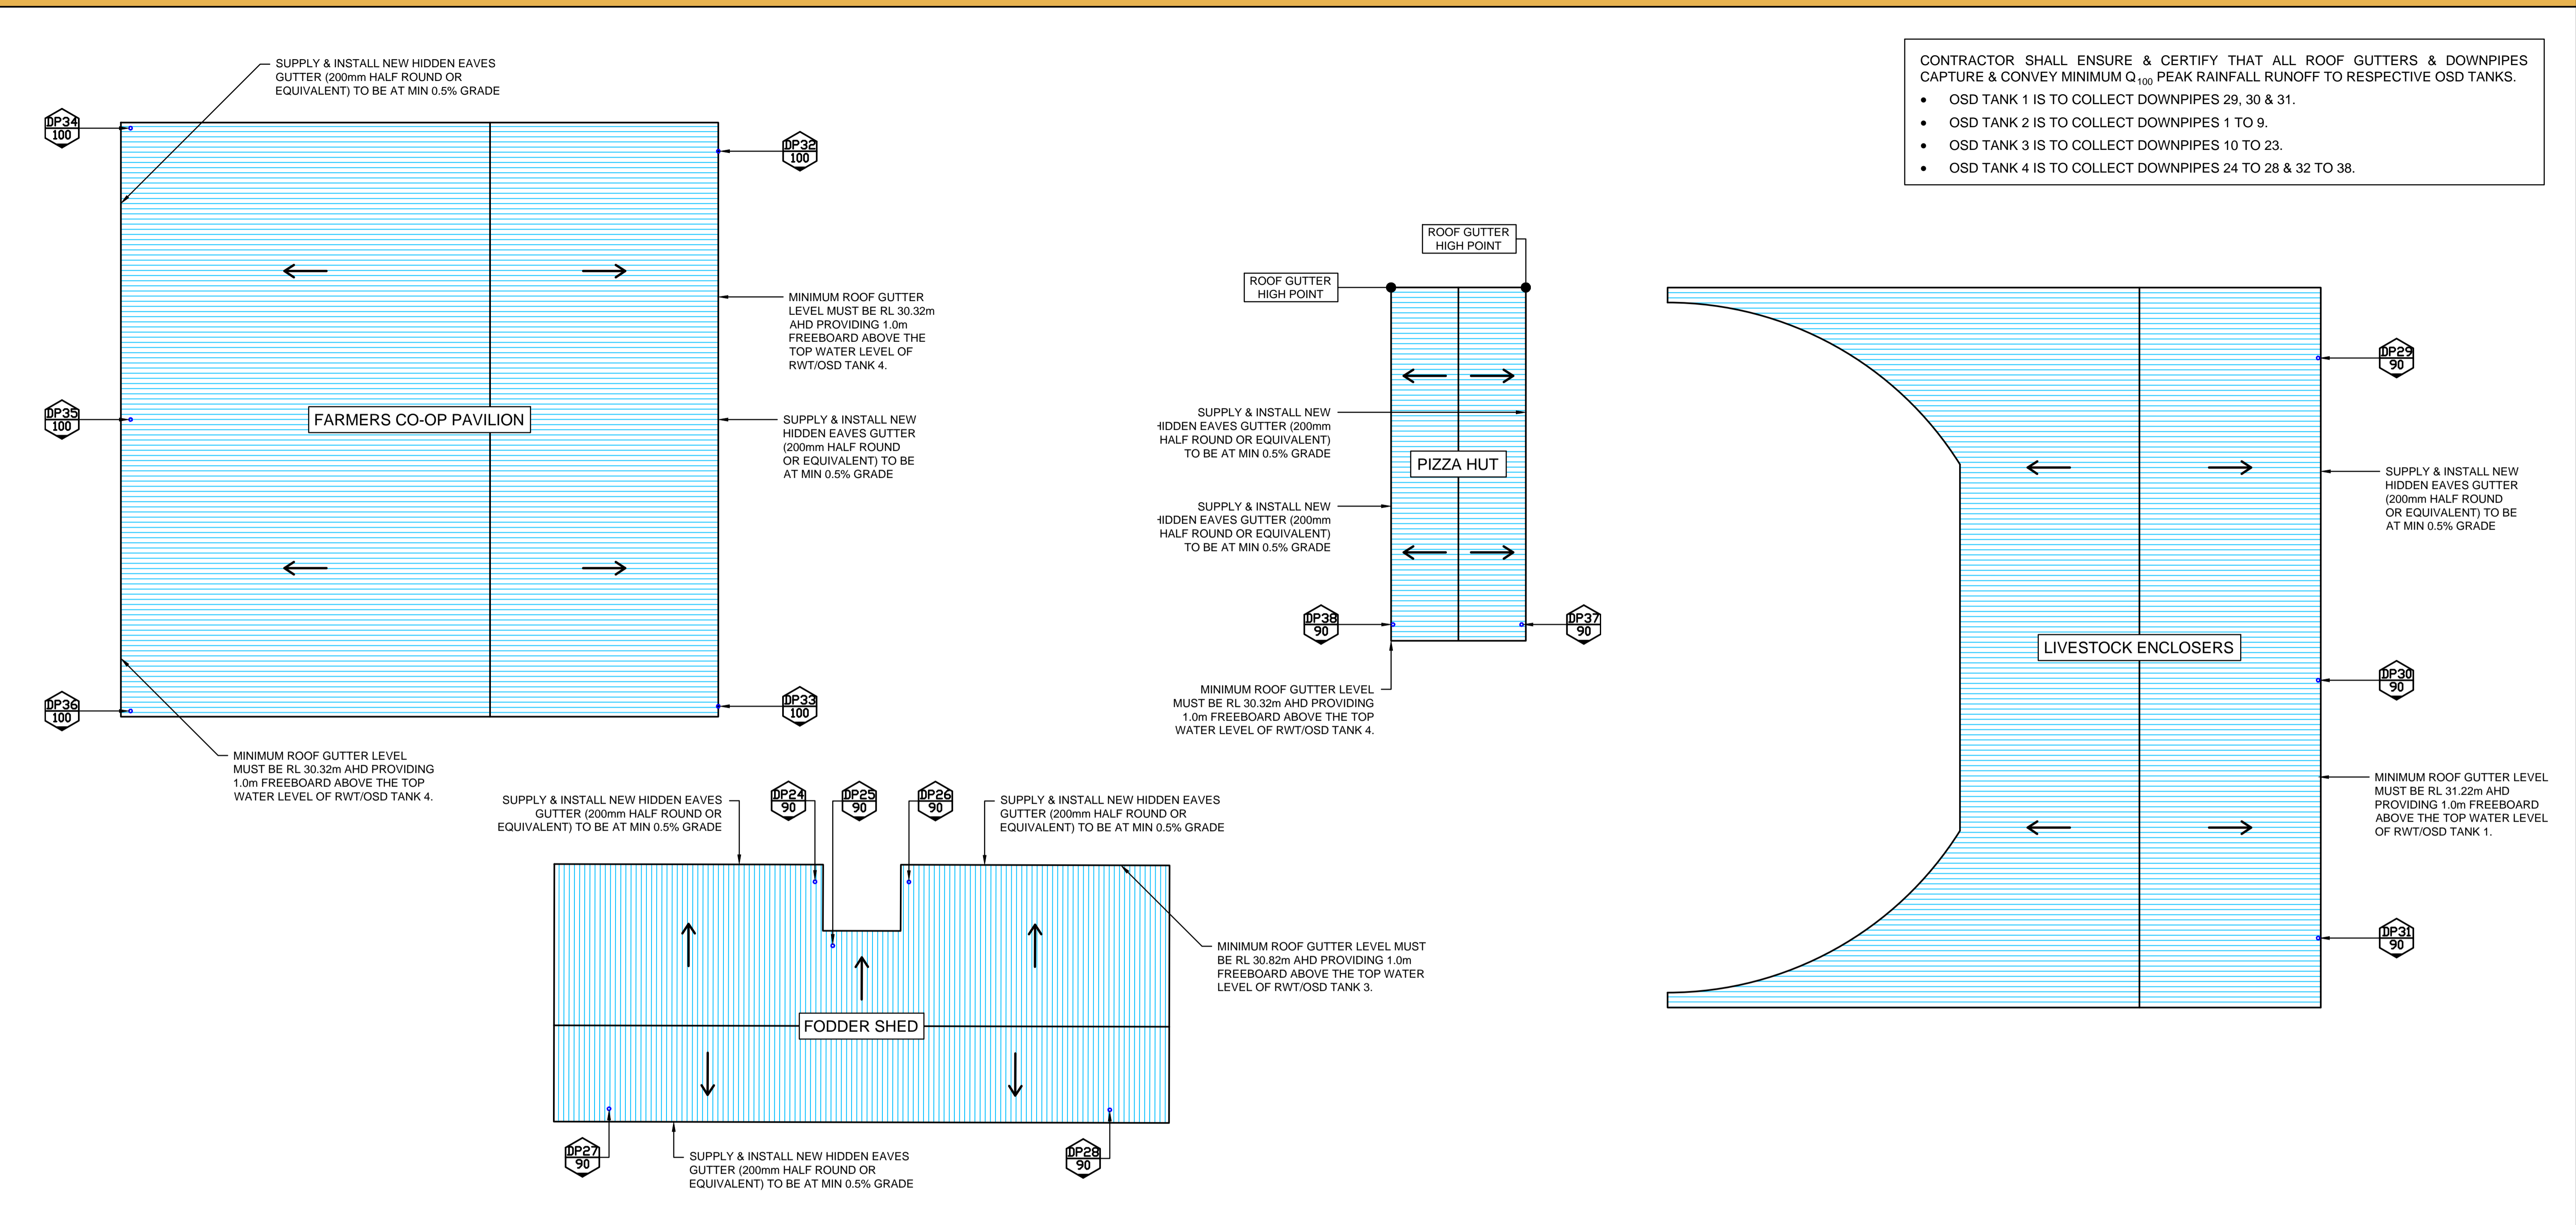 CONTRACTOR SHALL ENSURE & CERTIFY THAT ALL ROOF GUTTERS & DOWNPIPES
CAPTURE & CONVEY MINIMUM Q100 PEAK RAINFALL RUNOFF TO RESPECTIVE OSD TANKS.
• OSD TANK 1 IS TO COLLECT DOWNPIPES 29, 30 & 31.
• OSD TANK 2 IS TO COLLECT DOWNPIPES 1 TO 9.
• OSD TANK 3 IS TO COLLECT DOWNPIPES 10 TO 23.
• OSD TANK 4 IS TO COLLECT DOWNPIPES 24 TO 28 & 32 TO 38.
SUPPLY & INSTALL NEW HIDDEN EAVES
GUTTER (200mm HALF ROUND OR
EQUIVALENT) TO BE AT MIN 0.5% GRADE
DP34
100
DP32
100
MINIMUM ROOF GUTTER
LEVEL MUST BE RL 30.32m
AHD PROVIDING 1.0m
FREEBOARD ABOVE THE
TOP WATER LEVEL OF
RWT/OSD TANK 4.
DP35
100
FARMERS CO-OP PAVILION
SUPPLY & INSTALL NEW
HIDDEN EAVES GUTTER
(200mm HALF ROUND
OR EQUIVALENT) TO BE
AT MIN 0.5% GRADE
DP36
100
DP33
100
MINIMUM ROOF GUTTER LEVEL
MUST BE RL 30.32m AHD PROVIDING
1.0m FREEBOARD ABOVE THE TOP
WATER LEVEL OF RWT/OSD TANK 4.
ROOF GUTTER
HIGH POINT
ROOF GUTTER
HIGH POINT
SUPPLY & INSTALL NEW
HIDDEN EAVES GUTTER (200mm
HALF ROUND OR EQUIVALENT)
TO BE AT MIN 0.5% GRADE
PIZZA HUT
SUPPLY & INSTALL NEW
HIDDEN EAVES GUTTER (200mm
HALF ROUND OR EQUIVALENT)
TO BE AT MIN 0.5% GRADE
DP38
90
DP37
90
MINIMUM ROOF GUTTER LEVEL
MUST BE RL 30.32m AHD PROVIDING
1.0m FREEBOARD ABOVE THE TOP
WATER LEVEL OF RWT/OSD TANK 4.
DP29
90
SUPPLY & INSTALL NEW
HIDDEN EAVES GUTTER
(200mm HALF ROUND
OR EQUIVALENT) TO BE
AT MIN 0.5% GRADE
LIVESTOCK ENCLOSERS
DP30
90
MINIMUM ROOF GUTTER LEVEL
MUST BE RL 31.22m AHD
PROVIDING 1.0m FREEBOARD
ABOVE THE TOP WATER LEVEL
OF RWT/OSD TANK 1.
DP31
90
SUPPLY & INSTALL NEW HIDDEN EAVES
GUTTER (200mm HALF ROUND OR
EQUIVALENT) TO BE AT MIN 0.5% GRADE
DP24
90
DP25
90
DP26
90
SUPPLY & INSTALL NEW HIDDEN EAVES
GUTTER (200mm HALF ROUND OR
EQUIVALENT) TO BE AT MIN 0.5% GRADE
MINIMUM ROOF GUTTER LEVEL MUST
BE RL 30.82m AHD PROVIDING 1.0m
FREEBOARD ABOVE THE TOP WATER
LEVEL OF RWT/OSD TANK 3.
FODDER SHED
DP27
90
DP28
90
SUPPLY & INSTALL NEW HIDDEN EAVES
GUTTER (200mm HALF ROUND OR
EQUIVALENT) TO BE AT MIN 0.5% GRADE